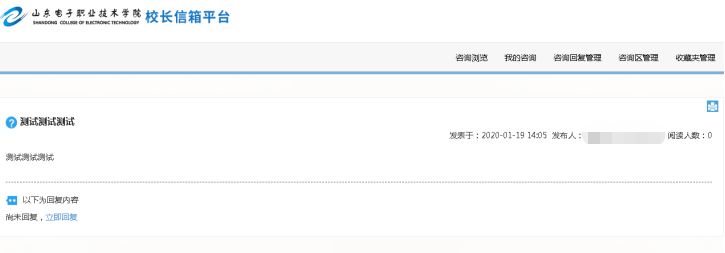 山东电子职业技术学院 校长信箱平台
SHANDONG COLLEGE OF ELECTRONIC TECHNOLOGY
咨询浏览 我的咨询 咨询回复管理 咨询区管理 收藏夹管理
测试测试测试
发表于：2020-01-19 14:05 发布人： 阅读人数：0
测试测试测试
以下为回复内容
尚未回复，立即回复